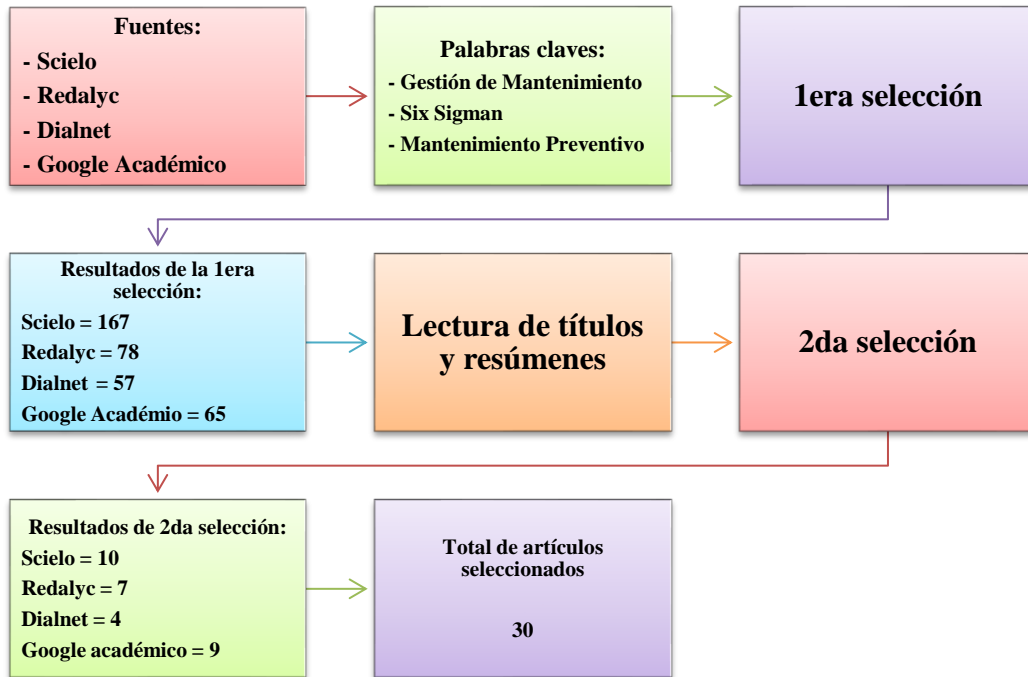 Fuentes:
- Scielo
- Redalyc
- Dialnet
- Google Académico
Palabras claves:
- Gestión de Mantenimiento
- Six Sigman
- Mantenimiento Preventivo
1era selección
Resultados de la 1era
selección:
Scielo = 167
Redalyc = 78
Dialnet = 57
Google Académio = 65
Lectura de títulos
y resúmenes
2da selección
Resultados de 2da selección:
Scielo = 10
Redalyc = 7
Dialnet = 4
Google académico = 9
Total de artículos
seleccionados
30